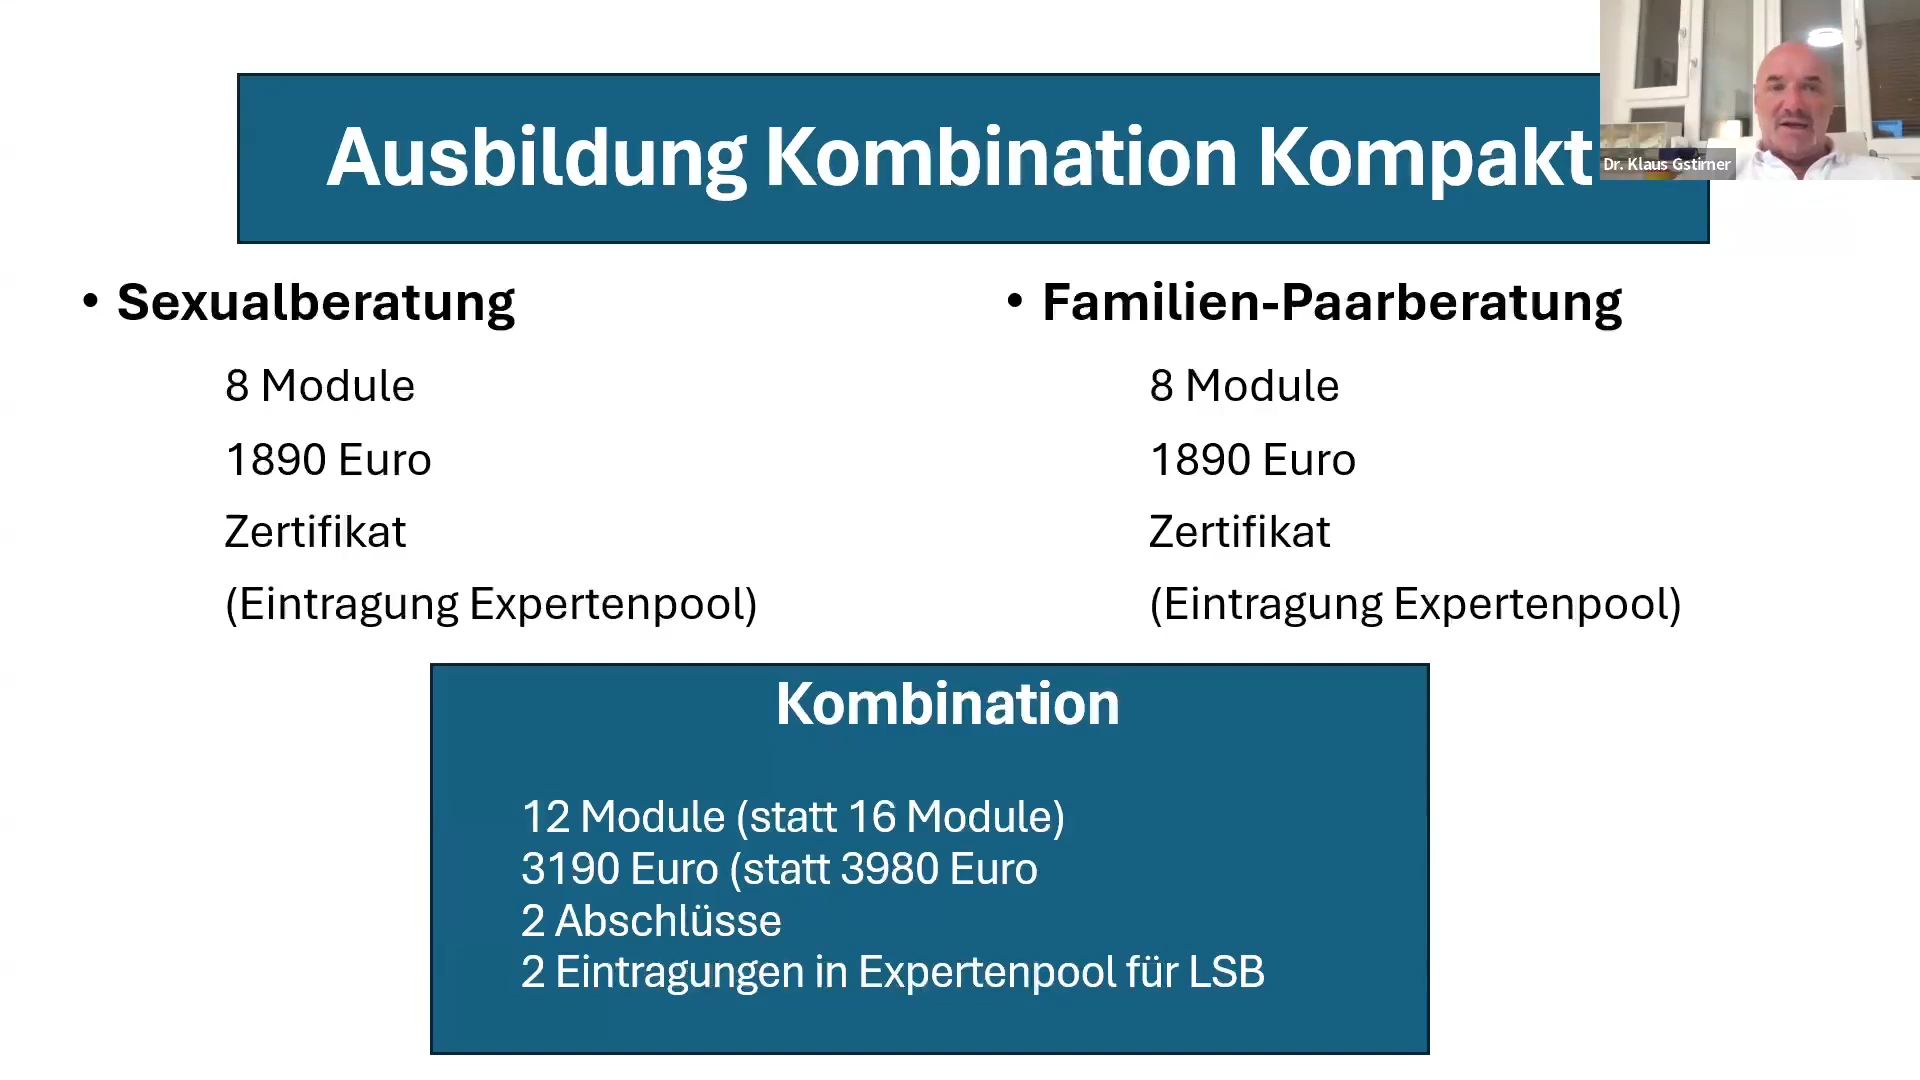 Ausbildung Kombination Kompakt
Dr. Klaus Gstirner
• Sexualberatung
8 Module
1890 Euro
Zertifikat
(Eintragung Expertenpool)
• Familien-Paarberatung
8 Module
1890 Euro
Zertifikat
(Eintragung Expertenpool)
Kombination
12 Module (statt 16 Module)
3190 Euro (statt 3980 Euro
2 Abschlüsse
2 Eintragungen in Expertenpool für LSB